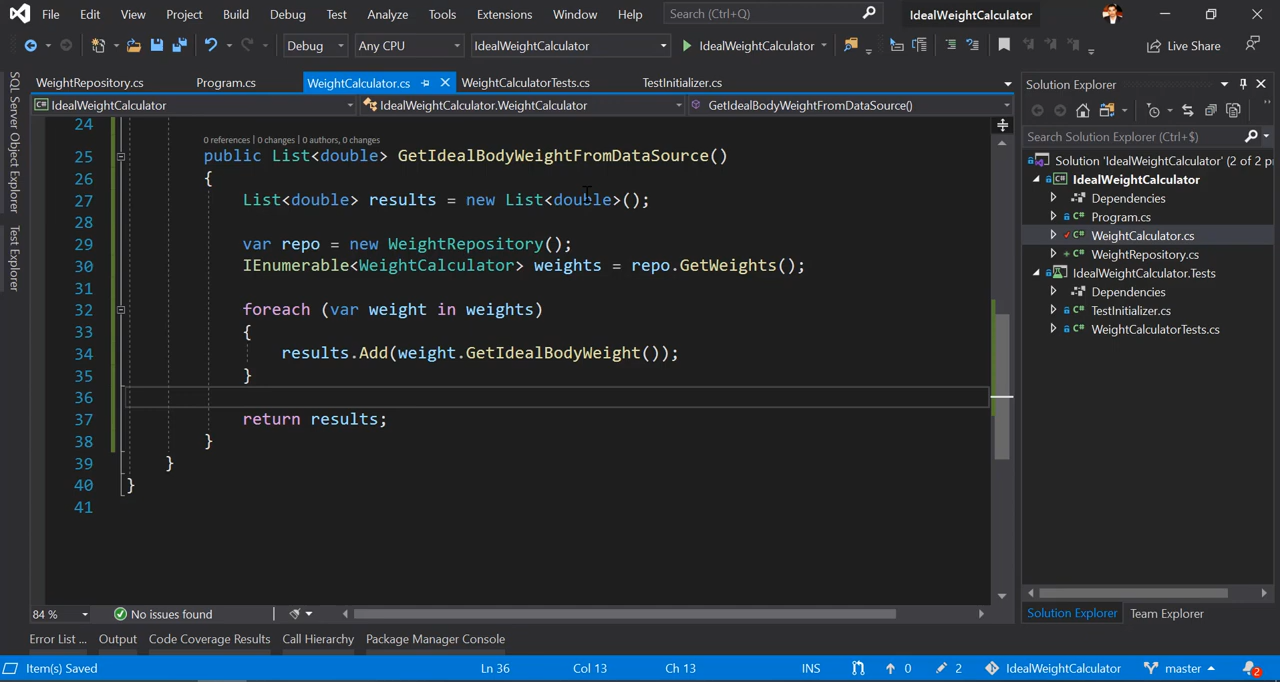 File Edit View Project Build Debug Test Analyze Tools Extensions Window Help Search (Ctrl+Q) IdealWeightCalculator
Debug Any CPU IdealWeightCalculator IdealWeightCalculator Live Share
WeightRepository.cs Program.cs WeightCalculator.cs WeightCalculatorTests.cs TestInitializer.cs
IdealWeightCalculator IdealWeightCalculator.WeightCalculator GetIdealBodyWeightFromDataSource()
SQL Server Object Explorer
Test Explorer
24
0 references | 0 changes | 0 authors, 0 changes
25 public List<double> GetIdealBodyWeightFromDataSource()
26 {
27 List<double> results = new List<double>();
28
29 var repo = new WeightRepository();
30 IEnumerable<WeightCalculator> weights = repo.GetWeights();
31
32 foreach (var weight in weights)
33 {
34 results.Add(weight.GetIdealBodyWeight());
35 }
36
37 return results;
38 }
39 }
40 }
41
84 % No issues found
Solution Explorer
Search Solution Explorer (Ctrl+$)
Solution 'IdealWeightCalculator' (2 of 2 p
IdealWeightCalculator
Dependencies
C# Program.cs
C# WeightCalculator.cs
C# WeightRepository.cs
IdealWeightCalculator.Tests
Dependencies
C# TestInitializer.cs
C# WeightCalculatorTests.cs
Solution Explorer Team Explorer
Error List ... Output Code Coverage Results Call Hierarchy Package Manager Console
Item(s) Saved Ln 36 Col 13 Ch 13 INS 0 2 IdealWeightCalculator master 2